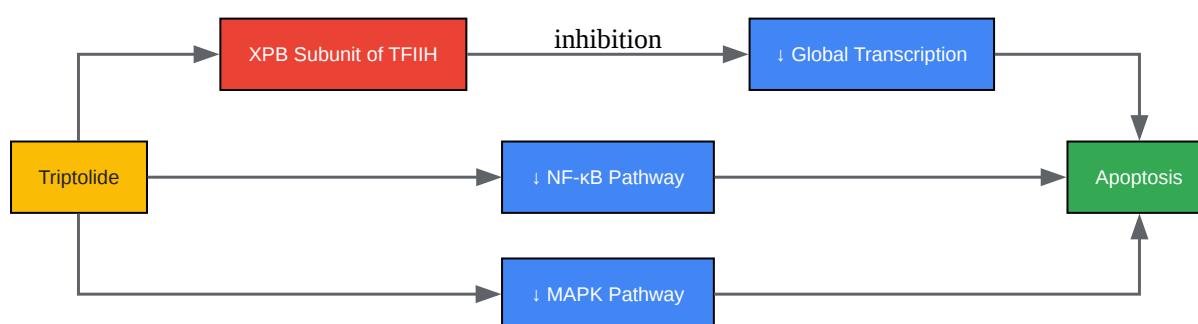 XPB Subunit of TFIIH
inhibition
↓ Global Transcription
Triptolide
↓ NF-κB Pathway
Apoptosis
↓ MAPK Pathway